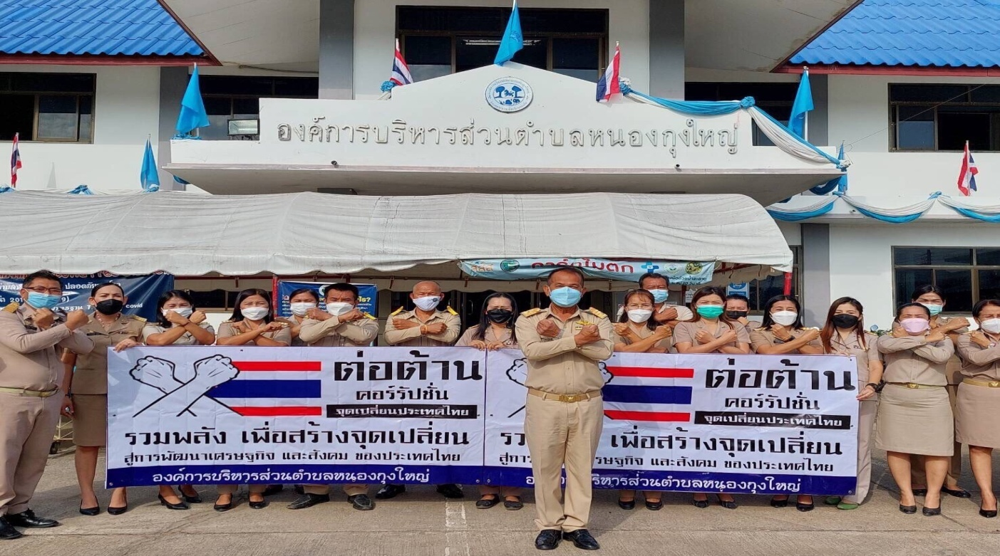 องค์การบริหารส่วนตำบลหนองกุงใหญ่
การ์ดไม่ตก
ปลอดภัย
covid
ต่อต้าน
คอร์รัปชั่น
จุดเปลี่ยนประเทศไทย
รวมพลัง เพื่อสร้างจุดเปลี่ยน
สู่การพัฒนาเศรษฐกิจ และสังคม ของประเทศไทย
องค์การบริหารส่วนตำบลหนองกุงใหญ่
ต่อต้าน
คอร์รัปชั่น
จุดเปลี่ยนประเทศไทย
เพื่อสร้างจุดเปลี่ยน
และสังคม ของประเทศไทย
บริหารส่วนตำบลหนองกุงใหญ่